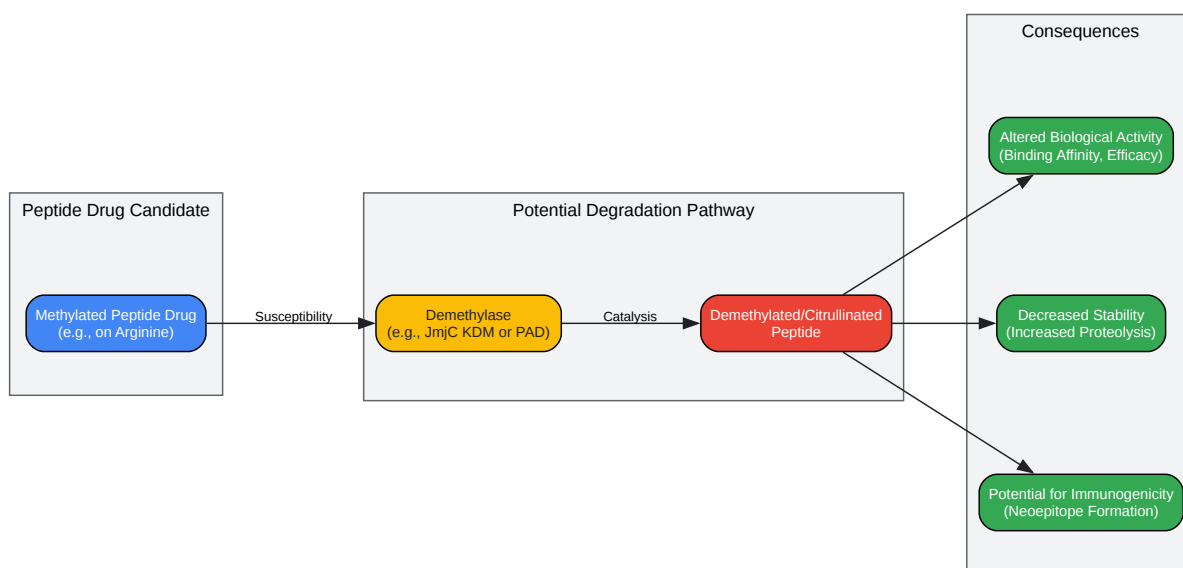 Consequences
Altered Biological Activity
(Binding Affinity, Efficacy)
Peptide Drug Candidate
Potential Degradation Pathway
Methylated Peptide Drug
(e.g., on Arginine)
Susceptibility
Demethylase
(e.g., JmjC KDM or PAD)
Catalysis
Demethylated/Citrullinated
Peptide
Decreased Stability
(Increased Proteolysis)
Potential for Immunogenicity
(Neoepitope Formation)